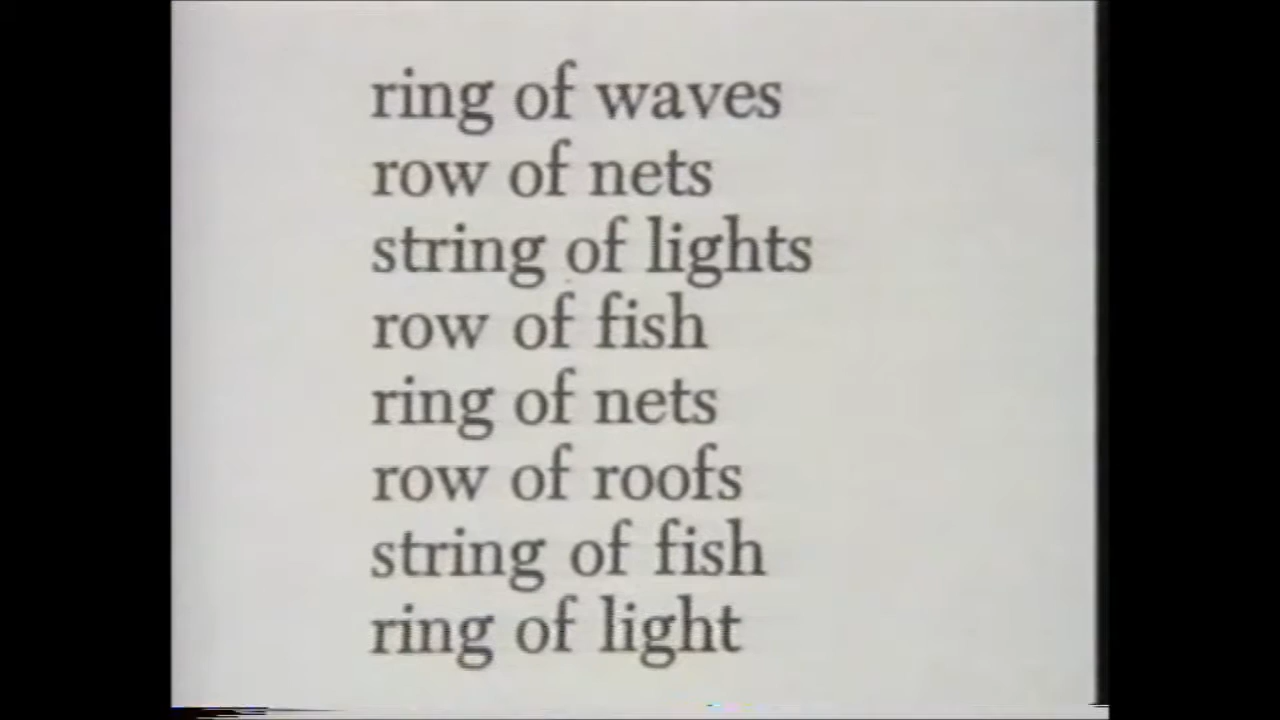 ring of waves
row of nets
string of lights
row of fish
ring of nets
row of roofs
string of fish
ring of light